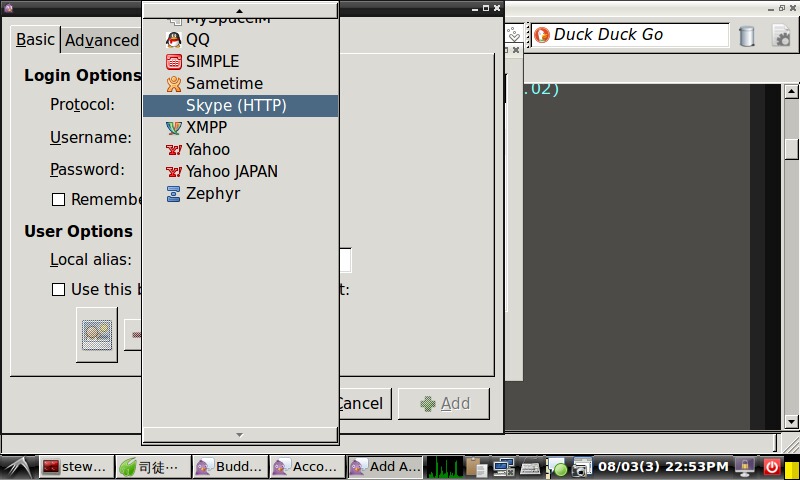 MySpaceIM
Basic
Advanced
QQ
SIMPLE
Sametime
Skype (HTTP)
XMPP
Yahoo
Yahoo JAPAN
Zephyr
Login Options
Protocol:
Username:
Password:
User Options
Local alias:
Use this
t:
Cancel
Add
Duck Duck Go
.02)
stew...
司徒...
Budd...
Acco...
Add A...
08/03(3) 22:53PM